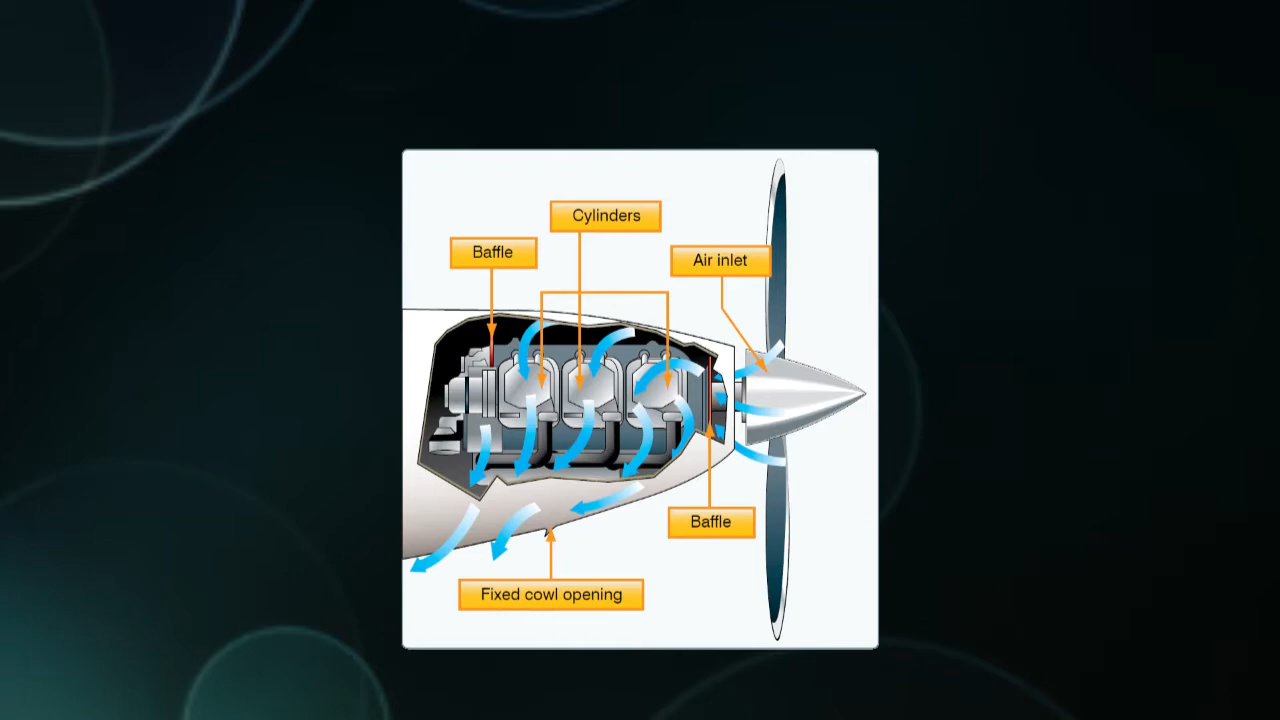 Cylinders
Baffle
Air inlet
Baffle
Fixed cowl opening